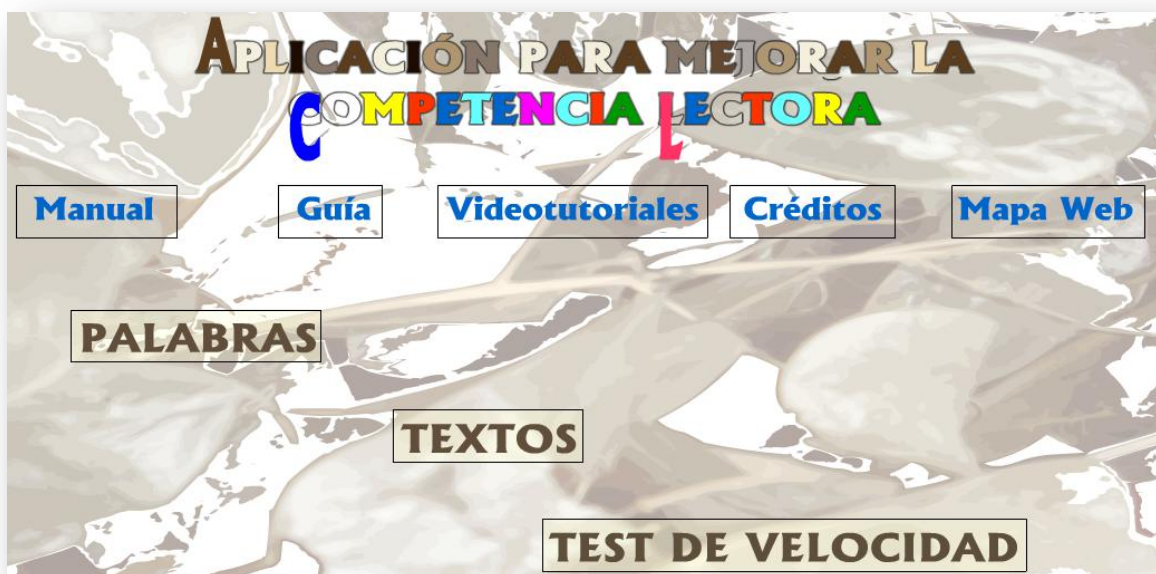 APLICACIÓN PARA MEJORAR LA
COMPETENCIA LECTORA
Manual Guía Videotutoriales Créditos Mapa Web
PALABRAS
TEXTOS
TEST DE VELOCIDAD